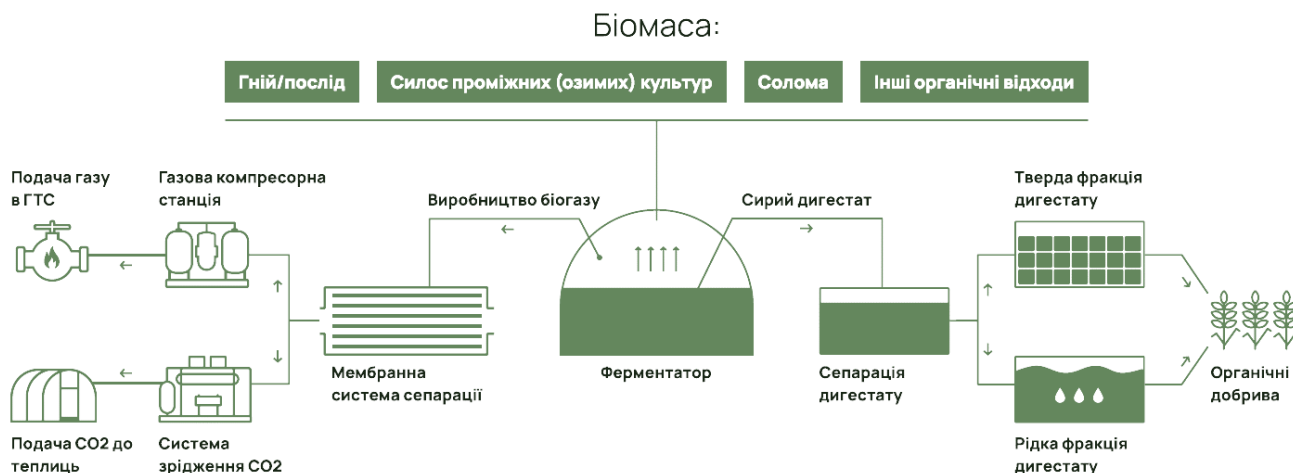 Біомаса:
Гній/послід
Силос проміжних (озимих) культур
Солома
Інші органічні відходи
Подача газу
в ГТС
Газова компресорна
станція
Виробництво біогазу
Сирий дигестат
Тверда фракція
дигестату
Мембранна
система сепарації
Ферментатор
Сепарація
дигестату
Органічні
добрива
Подача СО2 до
теплиць
Система
зрідження СО2
Рідка фракція
дигестату